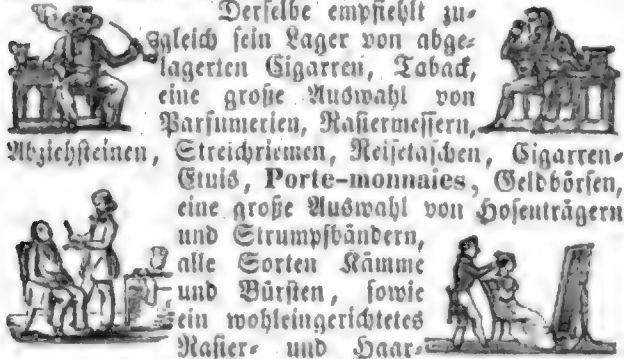 Derselbe empfiehlt zu-
gleich sein Lager von abge-
lagerten Cigarren, Taback,
eine große Auswahl von
Parfumerien, Rasiermessern,
Abziehsteinen, Streichriemen, Reisetaschen, Cigarren-
Etuis, Porte-monnaies, Geldbörsen,
eine große Auswahl von Hosenträgern
und Strumpfbändern,
alle Sorten Kämme
und Bürsten, sowie
ein wohleingerichtetes
Rasier- und Haar-